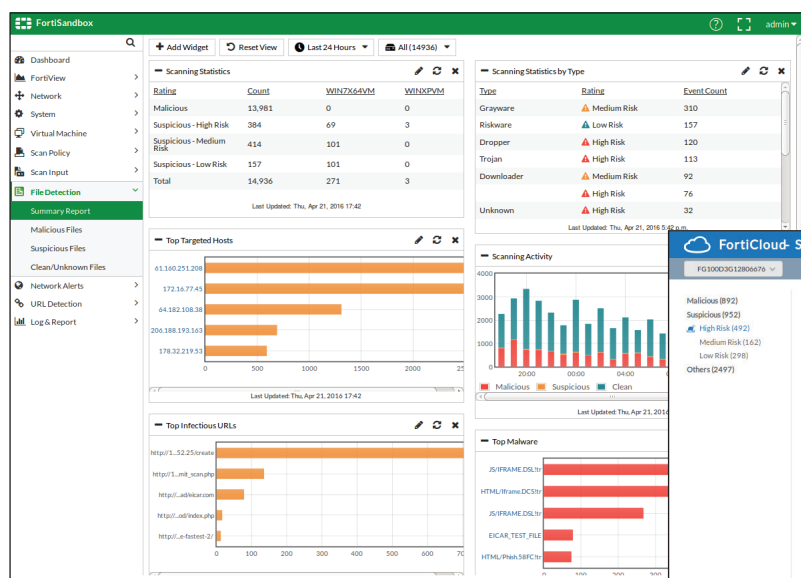 FortiSandbox
admin
Dashboard
FortiView
Network
System
Virtual Machine
Scan Policy
Scan Input
File Detection
Summary Report
Malicious Files
Suspicious Files
Clean/Unknown Files
Network Alerts
URL Detection
Log & Report
Add Widget Reset View Last 24 Hours All (14936)
Scanning Statistics
Rating Count WIN7X64VM WINXPVM
Malicious 13,981 0 0
Suspicious - High Risk 384 69 3
Suspicious - Medium
Risk 414 101 0
Suspicious - Low Risk 157 101 0
Total 14,936 271 3
Last Updated: Thu, Apr 21, 2016 17:42
Scanning Statistics by Type
Type Rating Event Count
Grayware Medium Risk 310
Riskware Low Risk 157
Dropper High Risk 120
Trojan High Risk 113
Downloader Medium Risk 92
High Risk 76
Unknown High Risk 32
Last Updated: Thu, Apr 21, 2016 5:42 p.m.
Top Targeted Hosts
61.160.251.208
172.16.77.45
64.182.108.38
206.188.193.163
178.32.219.53
0 500 1000 1500 2000 25
Last Updated: Thu, Apr 21, 2016 17:42
Scanning Activity
4000
3000
2000
1000
0
20:00 00:00 04:00
Malicious Suspicious Clean
Last Updated: Thu, Apr 21, 2016
Top Infectious URLs
http://1...52.25/create
http://1...mit_scan.php
http://...ad/eicar.com
http://...od/index.php
http://...e-fastest-2/
0 100 200 300 400 500 600 70
Top Malware
JS/IFRAME.DSL!tr
HTML/Iframe.DCS!tr
JS/IFRAME.DSL!tr
EICAR_TEST_FILE
HTML/Phish.58FC!tr
0 100 200 300
FortiCloud- S
FG100D3G12806676
Malicious (892)
Suspicious (952)
High Risk (492)
Medium Risk (162)
Low Risk (298)
Others (2497)